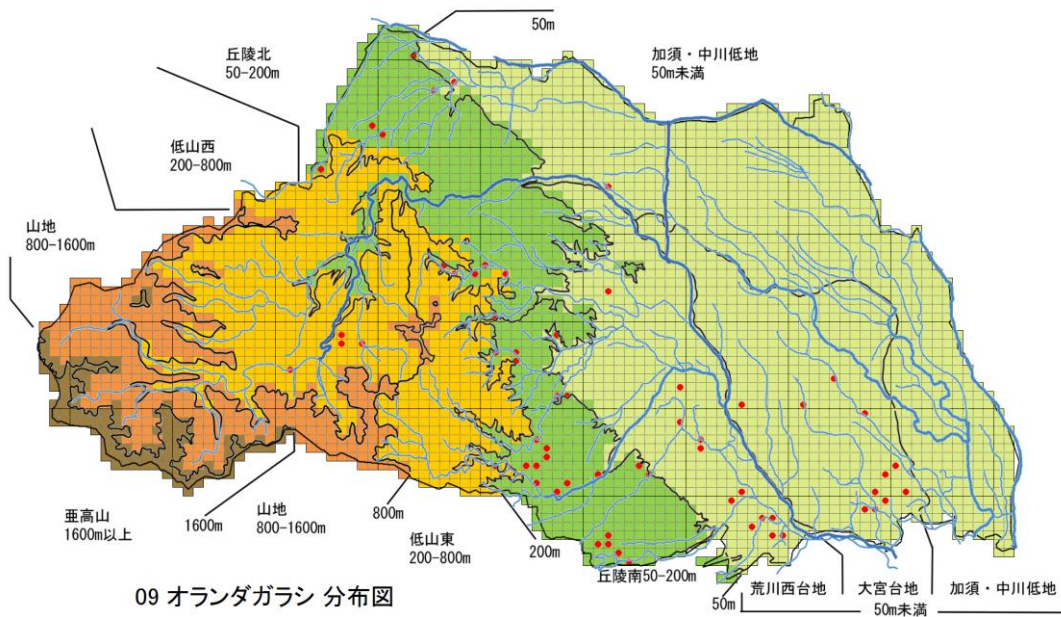 50m
丘陵北
50-200m
加須・中川低地
50m未満
低山西
200-800m
山地
800-1600m
亜高山
1600m以上
1600m
山地
800-1600m
800m
低山東
200-800m
200m
丘陵南50-200m
50m
荒川西台地
大宮台地
加須・中川低地
50m未満
09 オランダガラシ 分布図